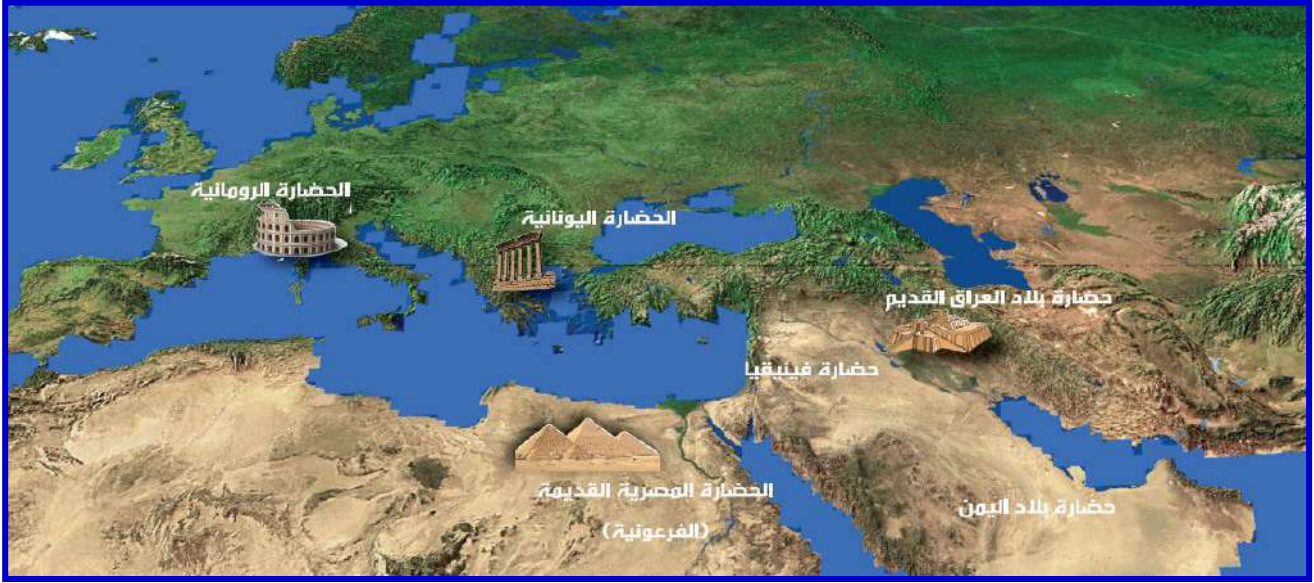 الحضارة الرومانية
الحضارة اليونانية
حضارة بلاد العراق القديم
حضارة فينيقيا
الحضارة المصرية القديمة
(الفرعونية)
حضارة بلاد اليمن